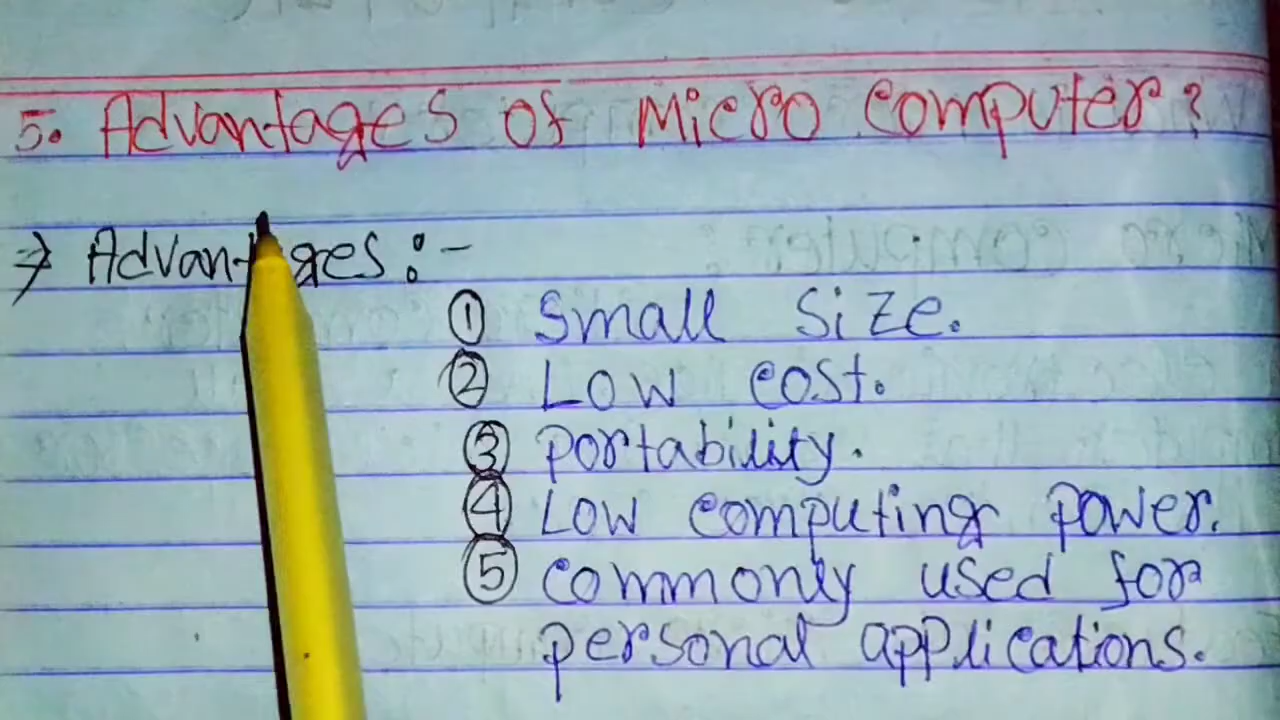 5. Advantages of Micro computer?
→ Advantages :-
① Small Size.
② Low cost.
③ portability.
④ Low computing power.
⑤ commonly used for
personal applications.